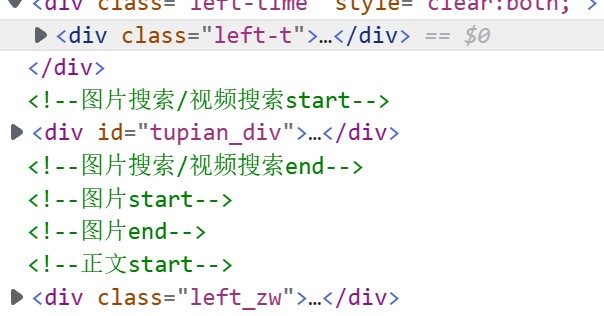 ▼<div class="left-time" style="clear:both;">
▶<div class="left-t">…</div> == $0
</div>
<!--图片搜索/视频搜索start-->
▶<div id="tupian_div">…</div>
<!--图片搜索/视频搜索end-->
<!--图片start-->
<!--图片end-->
<!--正文start-->
▶<div class="left_zw">…</div>